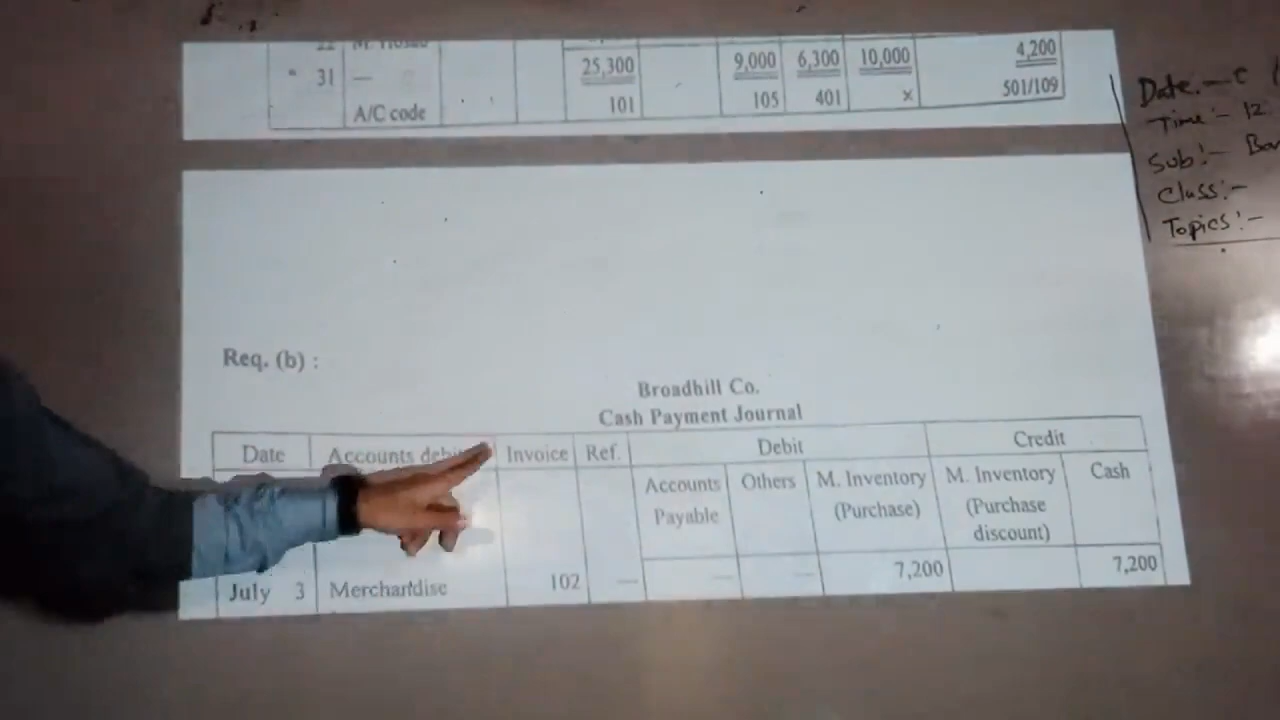 31 — 25,300 9,000 6,300 10,000 4,200
A/C code 101 105 401 × 501/109
Date:-
Time:- 12
Sub:-
Class:-
Topics:-
Req. (b) :
Broadhill Co.
Cash Payment Journal
Date Accounts Invoice Ref. Debit Credit
Accounts Payable Others M. Inventory (Purchase) M. Inventory (Purchase discount) Cash
July 3 Merchandise 102 — — — 7,200 7,200